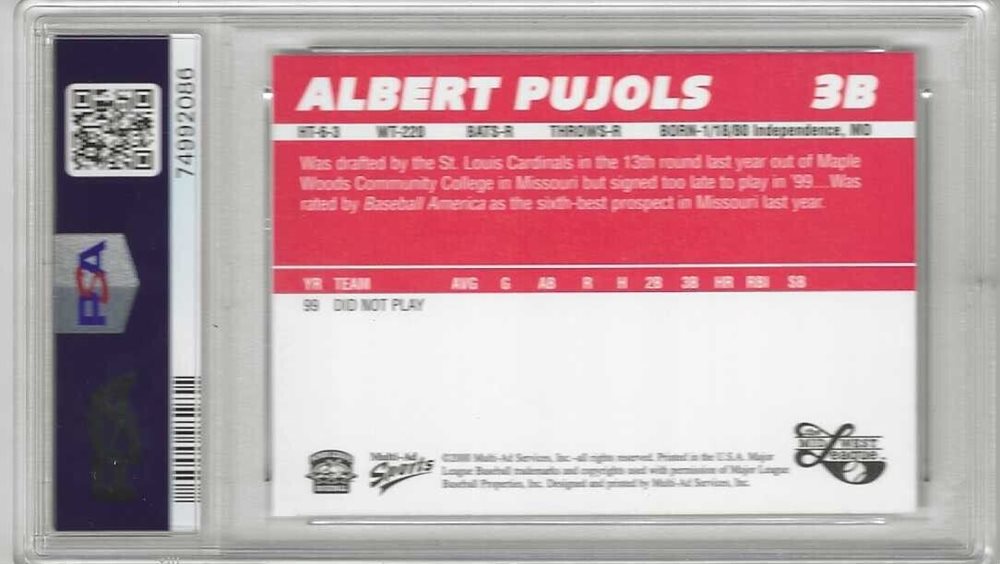 74992086
PSA
ALBERT PUJOLS 3B
HT-6-3 WT-220 BATS-R THROWS-R BORN-1/18/80 Independence, MO
Was drafted by the St. Louis Cardinals in the 13th round last year out of Maple
Woods Community College in Missouri but signed too late to play in '99....Was
rated by Baseball America as the sixth-best prospect in Missouri last year.
YR TEAM AVG G AB R H 2B 3B HR RBI SB
99 DID NOT PLAY
Multi-Ad
Sports
©2000 Multi-Ad Services, Inc. -all rights reserved. Printed in the U.S.A. Major
League Baseball trademarks and copyrights used with permission of Major League
Baseball Properties, Inc. Designed and printed by Multi-Ad Services, Inc.
the
MIDWEST
League